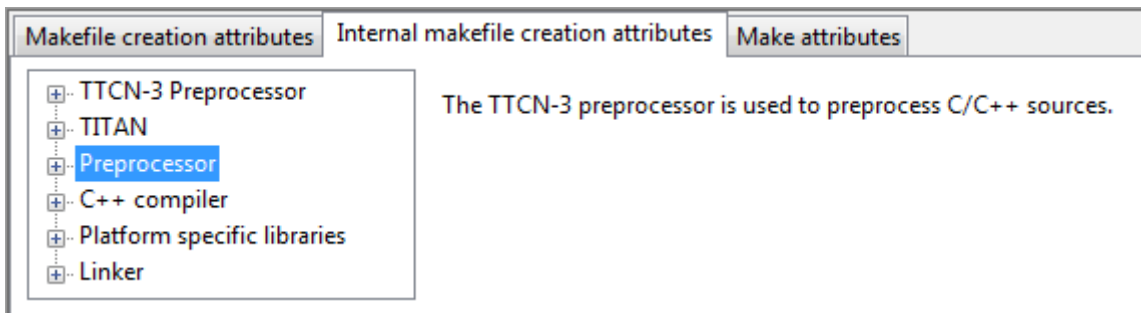 Makefile creation attributes Internal makefile creation attributes Make attributes
TTCN-3 Preprocessor
TITAN
Preprocessor
C++ compiler
Platform specific libraries
Linker
The TTCN-3 preprocessor is used to preprocess C/C++ sources.